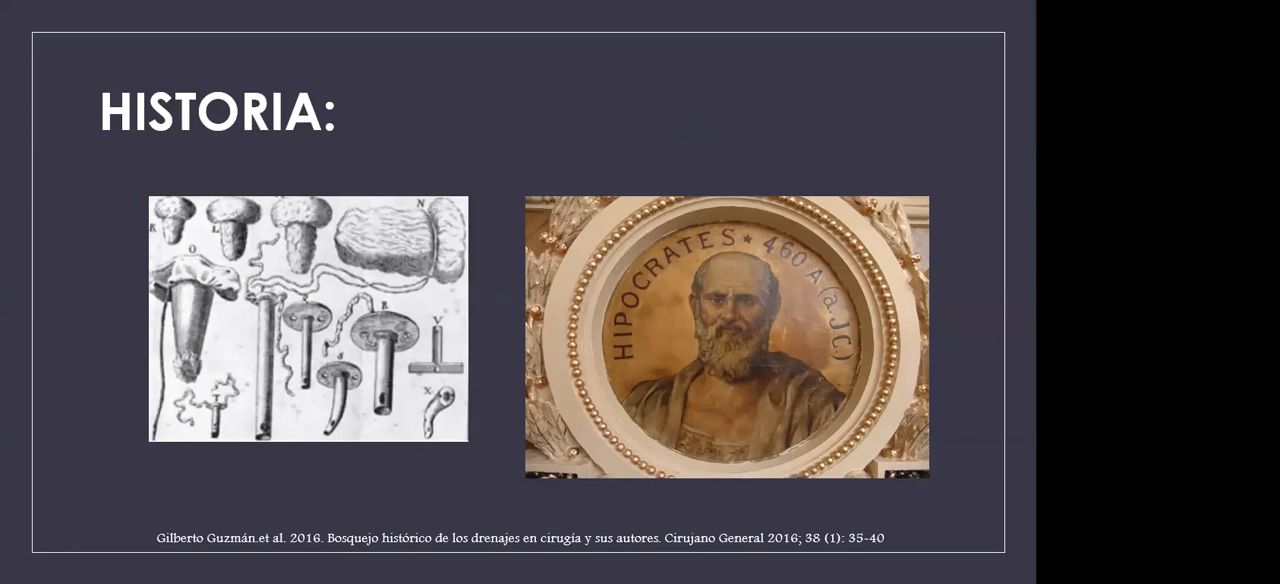 HISTORIA:
K
L
N
O
R
S
V
X
HIPOCRATES★460 A (a.J.C.)
Gilberto Guzmán.et al. 2016. Bosquejo histórico de los drenajes en cirugía y sus autores. Cirujano General 2016; 38 (1): 35-40